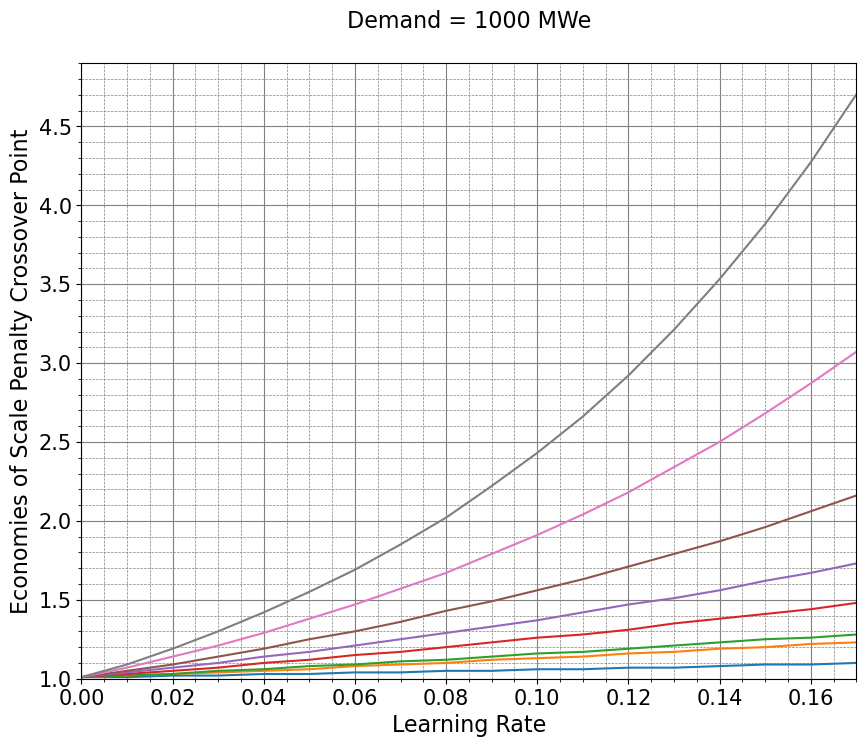 Demand = 1000 MWe
Economies of Scale Penalty Crossover Point
4.5
4.0
3.5
3.0
2.5
2.0
1.5
1.0
0.00 0.02 0.04 0.06 0.08 0.10 0.12 0.14 0.16
Learning Rate